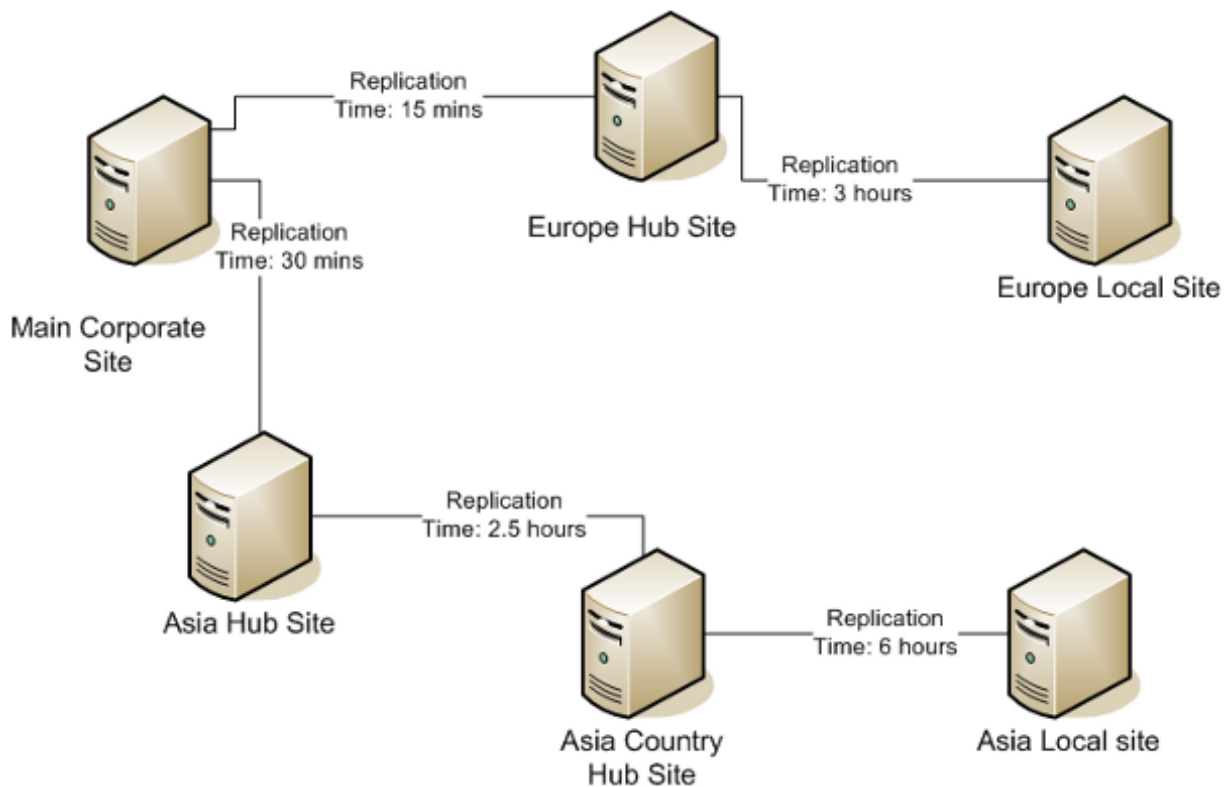 Replication
Time: 15 mins
Replication
Time: 3 hours
Europe Hub Site
Replication
Time: 30 mins
Europe Local Site
Main Corporate
Site
Replication
Time: 2.5 hours
Asia Hub Site
Replication
Time: 6 hours
Asia Country
Hub Site
Asia Local site